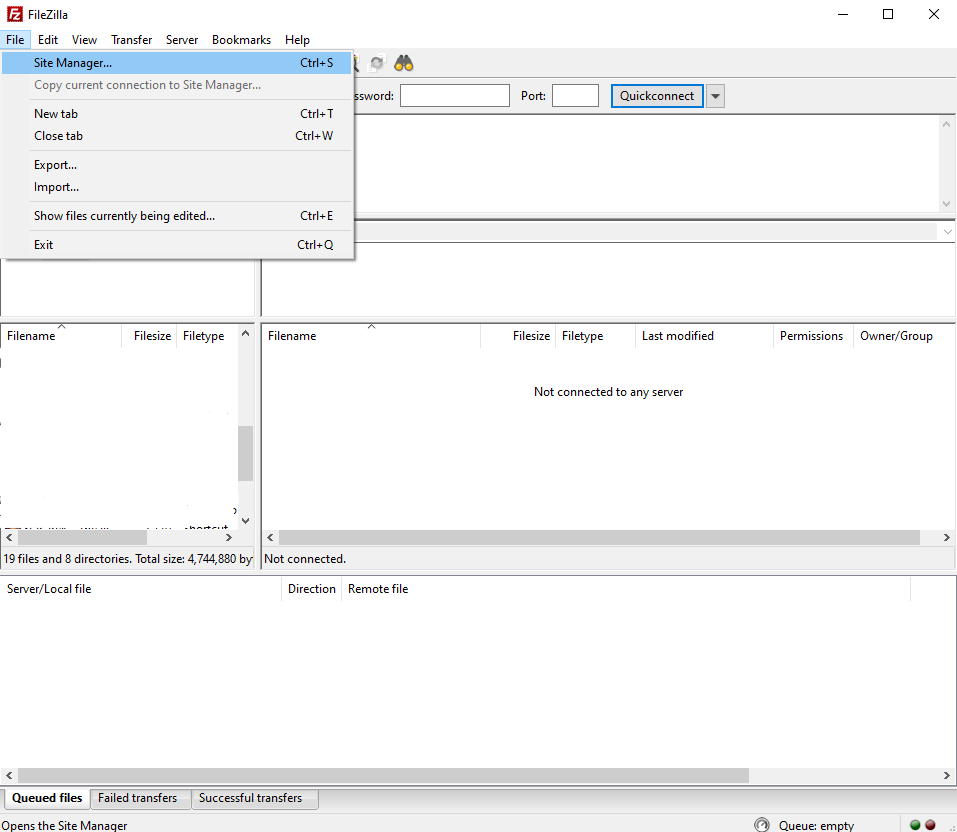 FileZilla
File Edit View Transfer Server Bookmarks Help
Site Manager... Ctrl+S
Copy current connection to Site Manager...
ssword: Port: Quickconnect
New tab Ctrl+T
Close tab Ctrl+W
Export...
Import...
Show files currently being edited... Ctrl+E
Exit Ctrl+Q
Filename Filesize Filetype
Filename Filesize Filetype Last modified Permissions Owner/Group
Not connected to any server
19 files and 8 directories. Total size: 4,744,880 by
Not connected.
Server/Local file Direction Remote file
Queued files Failed transfers Successful transfers
Opens the Site Manager Queue: empty